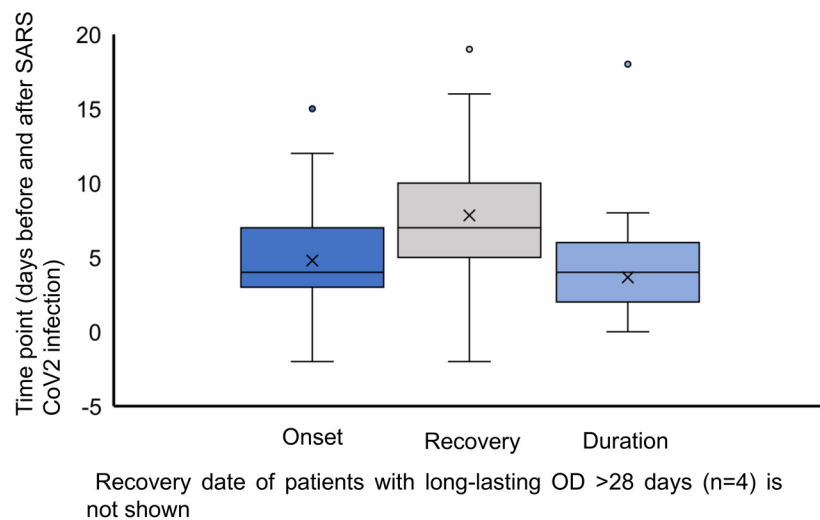 Time point (days before and after SARS
CoV2 infection)
20
15
10
5
0
-5
Onset
Recovery
Duration
Recovery date of patients with long-lasting OD >28 days (n=4) is
not shown